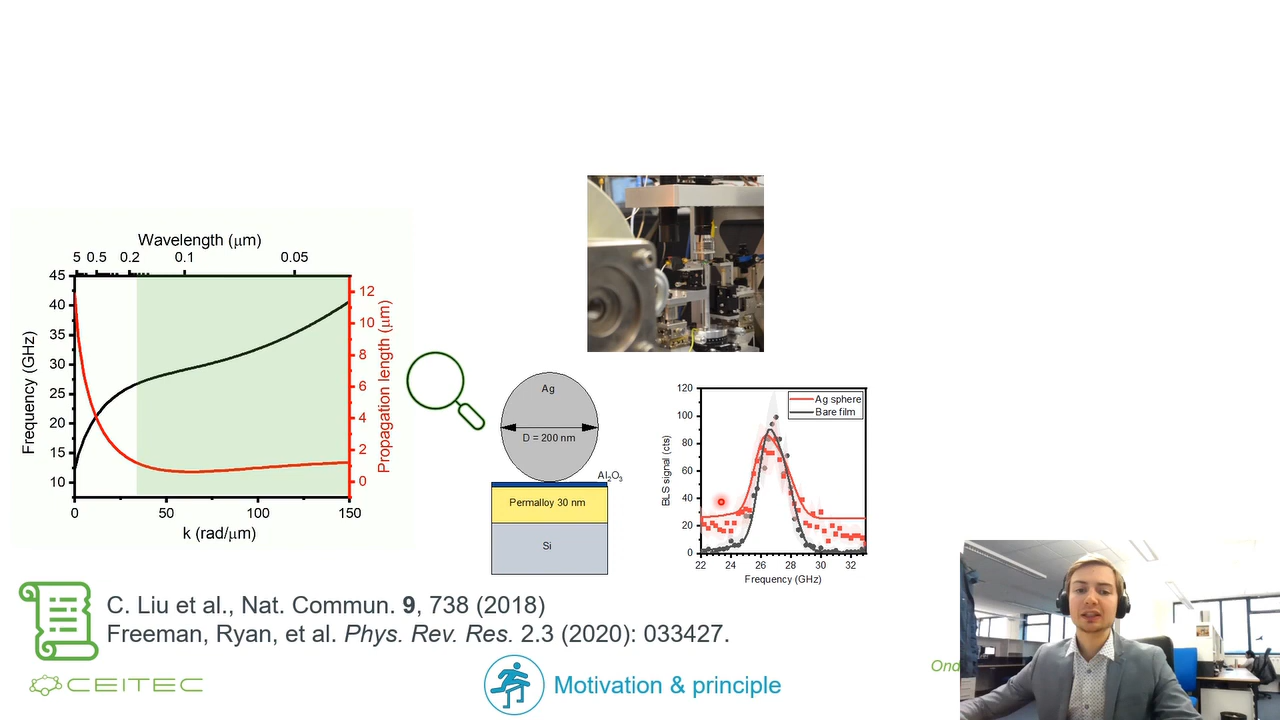 Wavelength (μm)
5 0.5 0.2 0.1 0.05
45
40
35
30
25
20
15
10
Frequency (GHz)
12
10
8
6
4
2
0
Propagation length (μm)
0 50 100 150
k (rad/μm)
Ag
D = 200 nm
Al2O3
Permalloy 30 nm
Si
120
100
80
60
40
20
0
BLS signal (cts)
Ag sphere
Bare film
22 24 26 28 30 32
Frequency (GHz)
C. Liu et al., Nat. Commun. 9, 738 (2018)
Freeman, Ryan, et al. Phys. Rev. Res. 2.3 (2020): 033427.
Ond
CEITEC
Motivation & principle